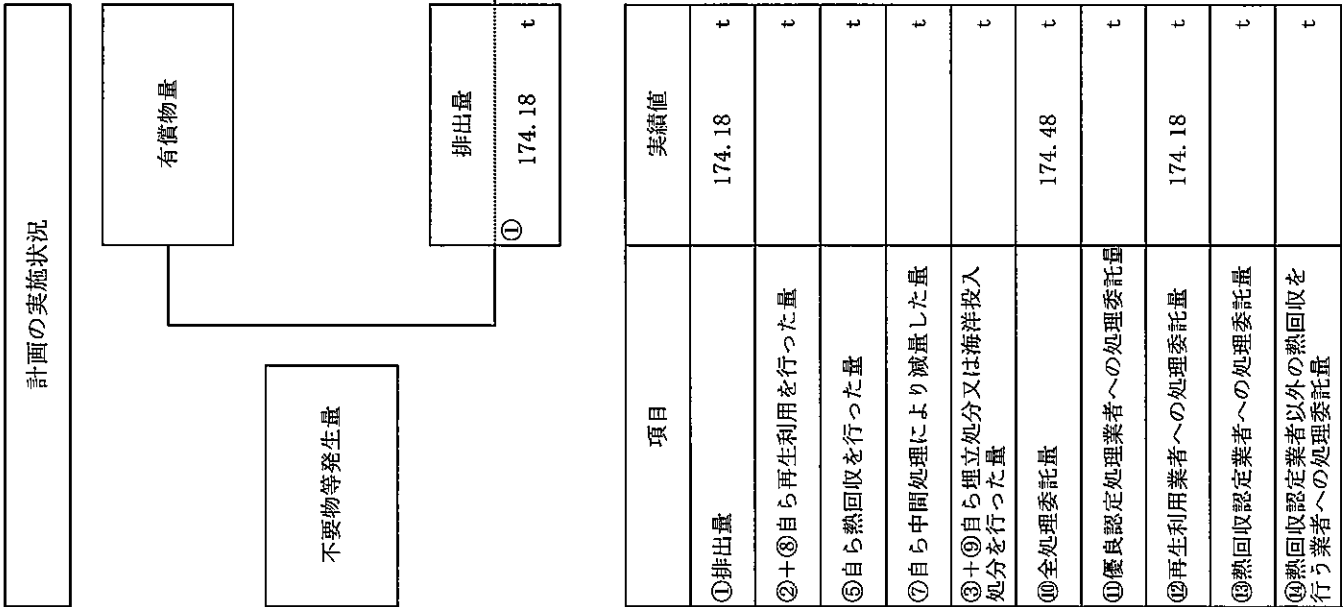 計画の実施状況
不要物等発生量
有償物量
排出量
① 174.18 t
項目 実績値
①排出量 174.18 t
②+⑧自ら再生利用を行った量 t
⑤自ら熱回収を行った量 t
⑦自ら中間処理により減量した量 t
③+⑨自ら埋立処分又は海洋投入
処分を行った量 t
⑩全処理委託量 174.48 t
⑪優良認定処理業者への処理委託量 t
⑫再生利用業者への処理委託量 174.18 t
⑬熱回収認定業者への処理委託量 t
⑭熱回収認定業者以外の熱回収を
行う業者への処理委託量 t